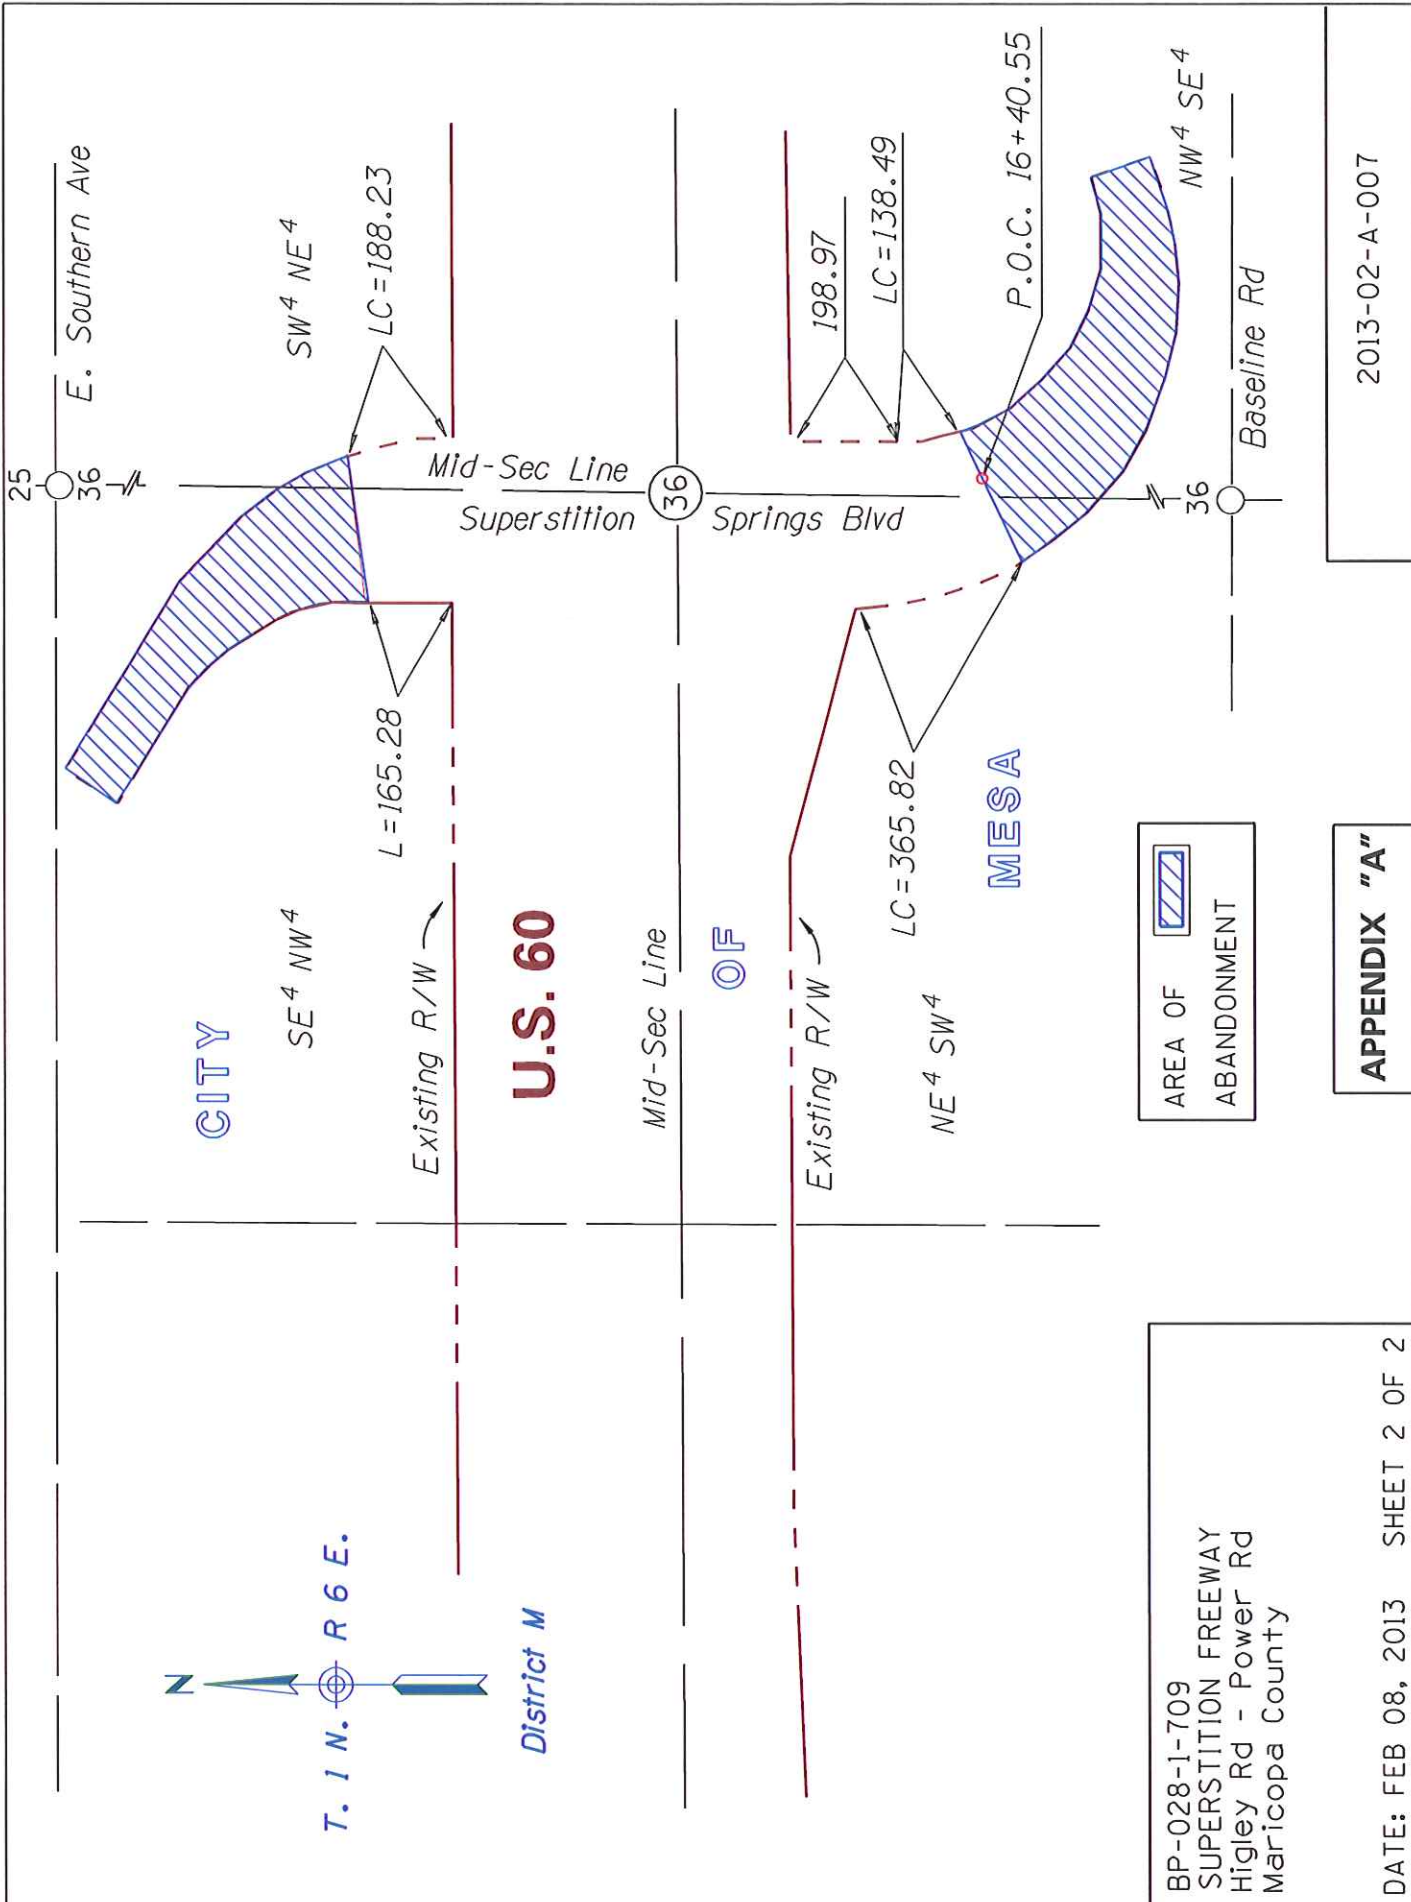 25
36
E. Southern Ave
SW⁴ NE⁴
LC=188.23
CITY
SE⁴ NW⁴
L=165.28
Existing R/W
U.S. 60
Mid-Sec Line
Superstition
36
Springs Blvd
Mid-Sec Line
OF
198.97
LC=138.49
P.O.C. 16+40.55
NW⁴ SE⁴
Existing R/W
LC=365.82
MESA
NE⁴ SW⁴
36
Baseline Rd
N
T. 1 N. R 6 E.
District M
AREA OF
ABANDONMENT
APPENDIX "A"
2013-02-A-007
BP-028-1-709
SUPERSTITION FREEWAY
Higley Rd - Power Rd
Maricopa County
DATE: FEB 08, 2013 SHEET 2 OF 2